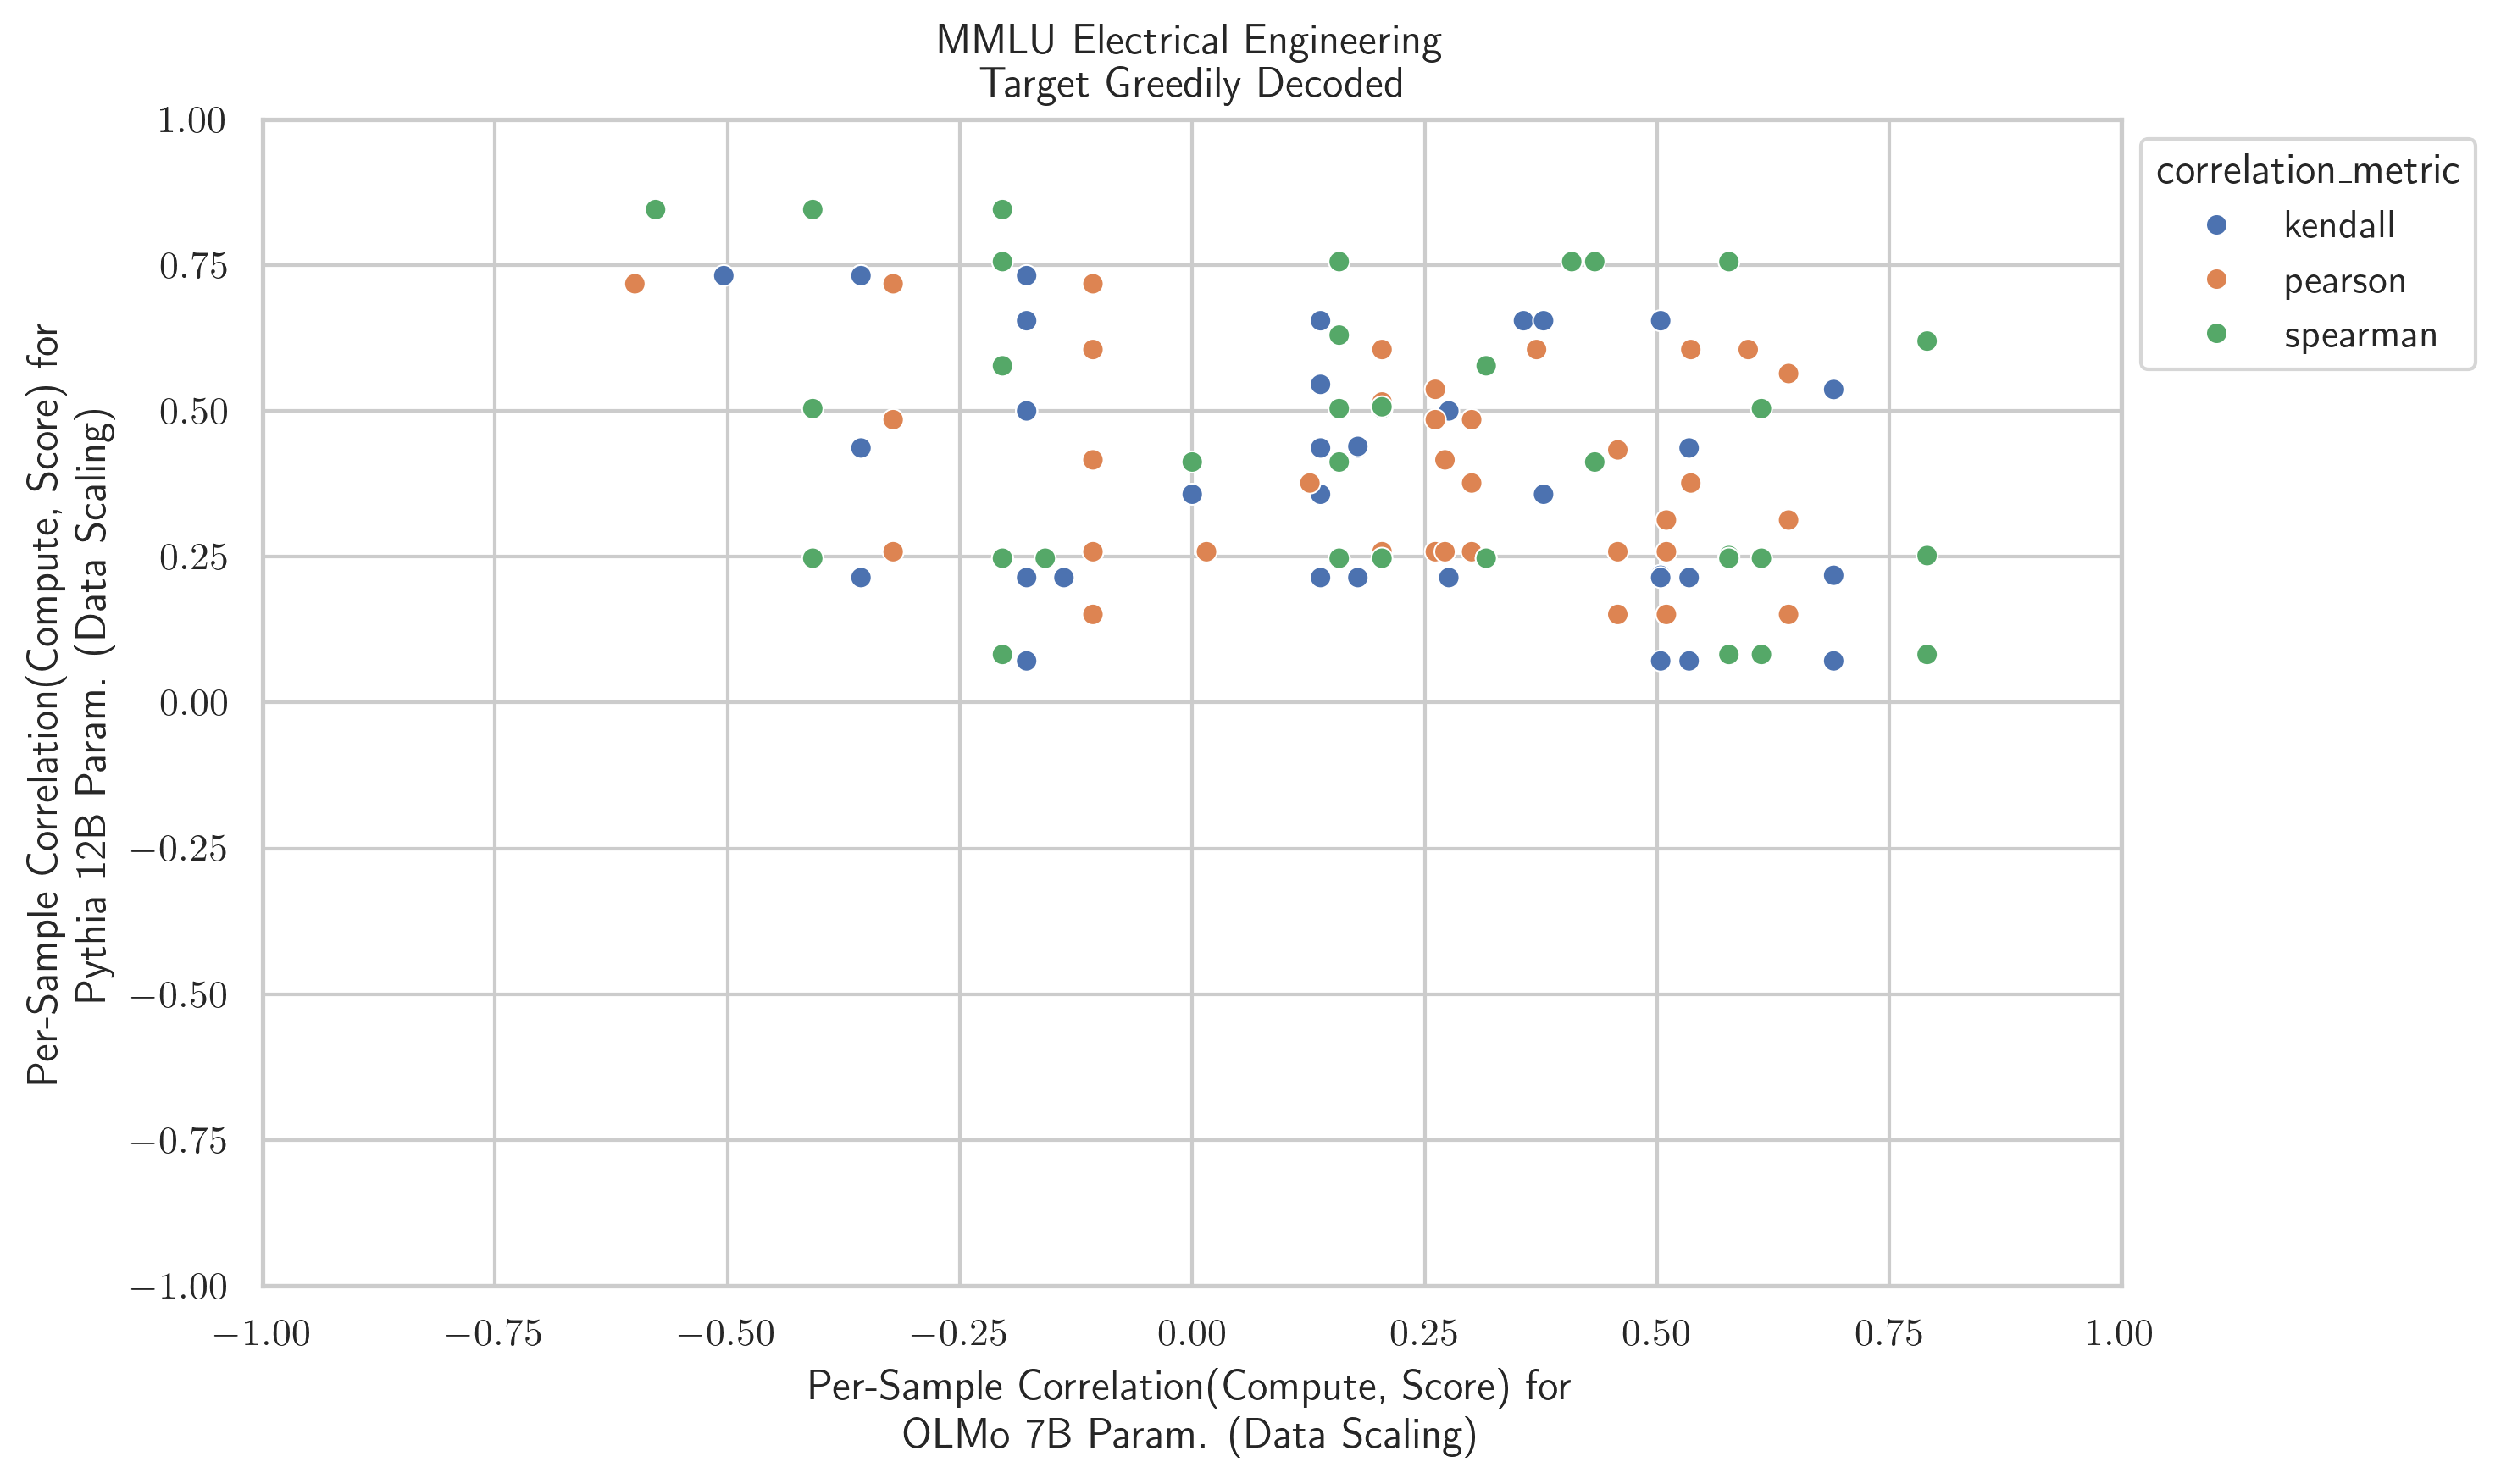 MMLU Electrical Engineering
Target Greedily Decoded
1.00
0.75
0.50
0.25
0.00
−0.25
−0.50
−0.75
−1.00
Per-Sample Correlation(Compute, Score) for
Pythia 12B Param. (Data Scaling)
correlation_metric
kendall
pearson
spearman
−1.00
−0.75
−0.50
−0.25
0.00
0.25
0.50
0.75
1.00
Per-Sample Correlation(Compute, Score) for
OLMo 7B Param. (Data Scaling)